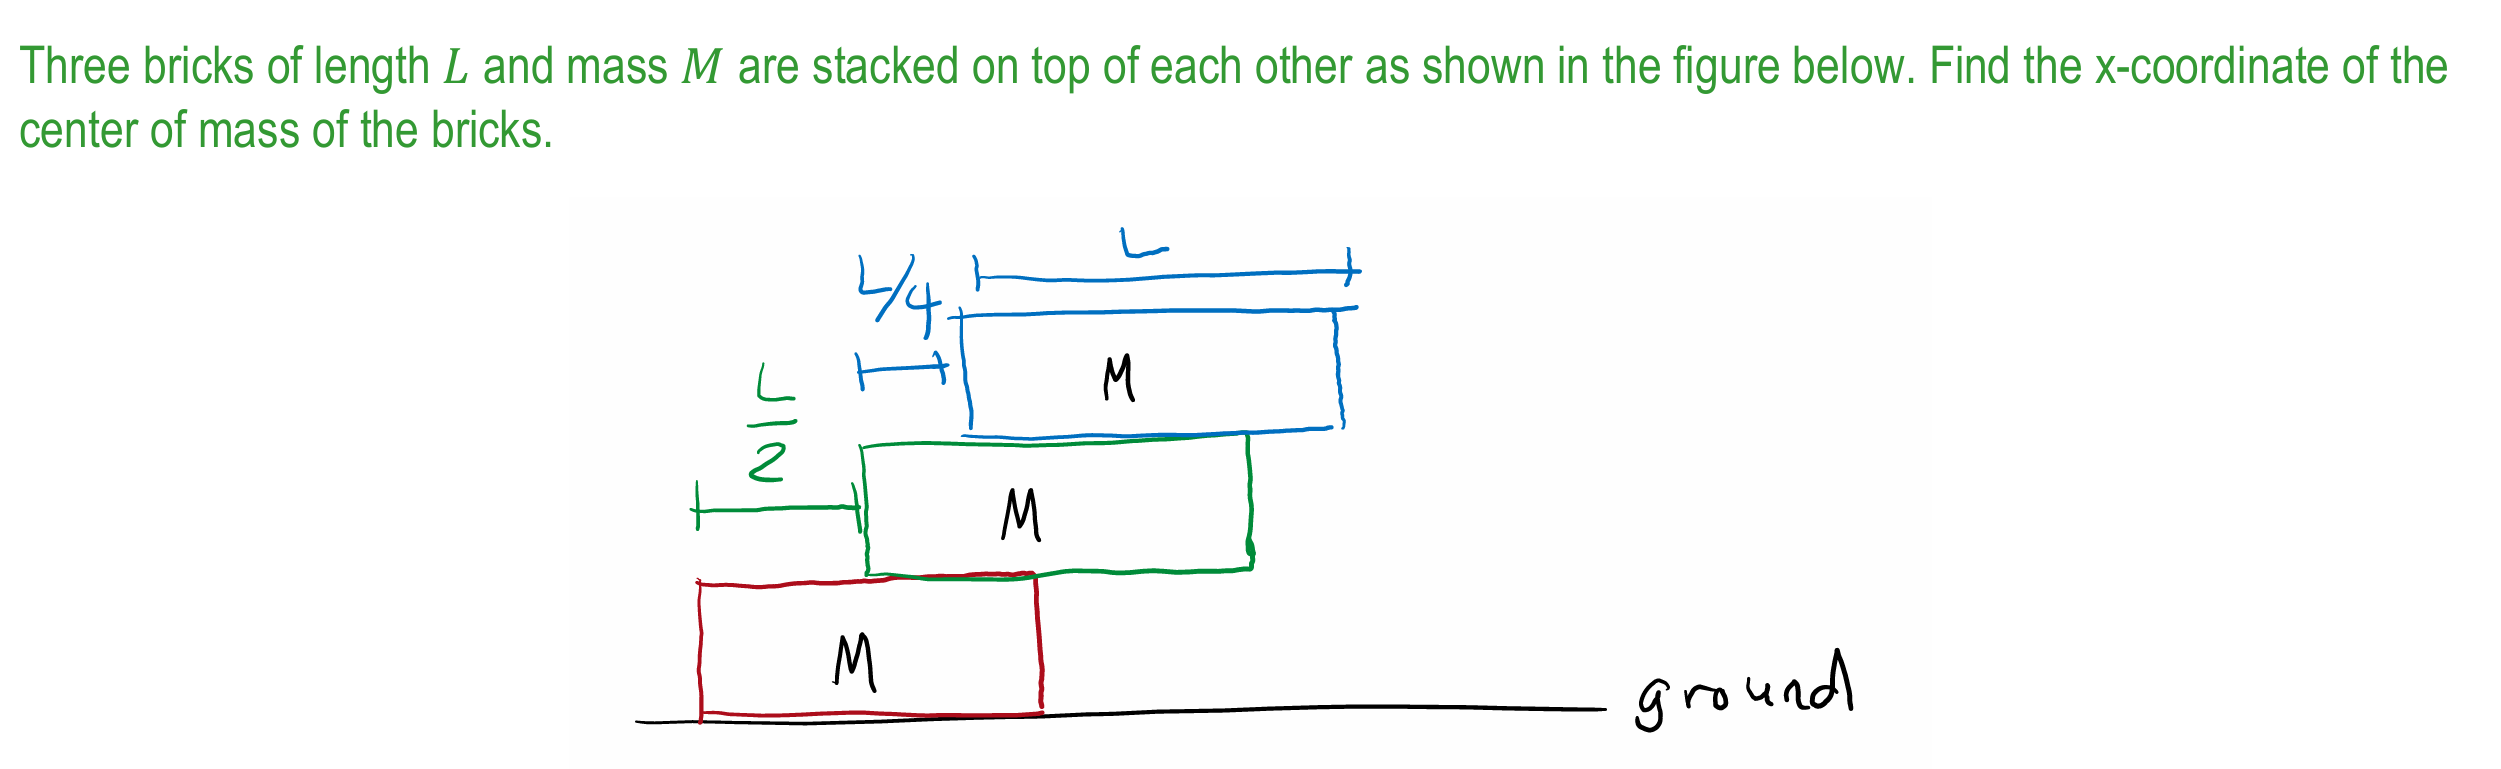 Three bricks of length L and mass M are stacked on top of each other as shown in the figure below. Find the x-coordinate of the
center of mass of the bricks.
L
L/4
M
L
2
M
M
ground